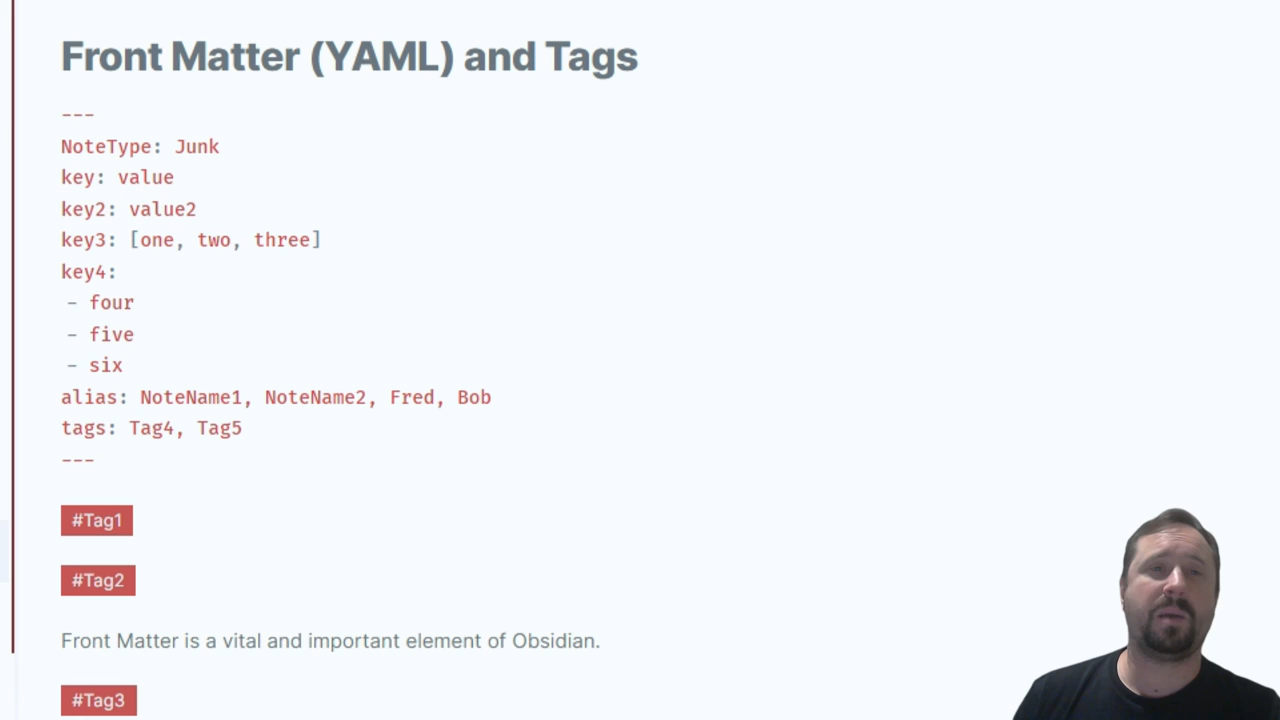 Front Matter (YAML) and Tags
---
NoteType: Junk
key: value
key2: value2
key3: [one, two, three]
key4:
- four
- five
- six
alias: NoteName1, NoteName2, Fred, Bob
tags: Tag4, Tag5
---
#Tag1
#Tag2
Front Matter is a vital and important element of Obsidian.
#Tag3